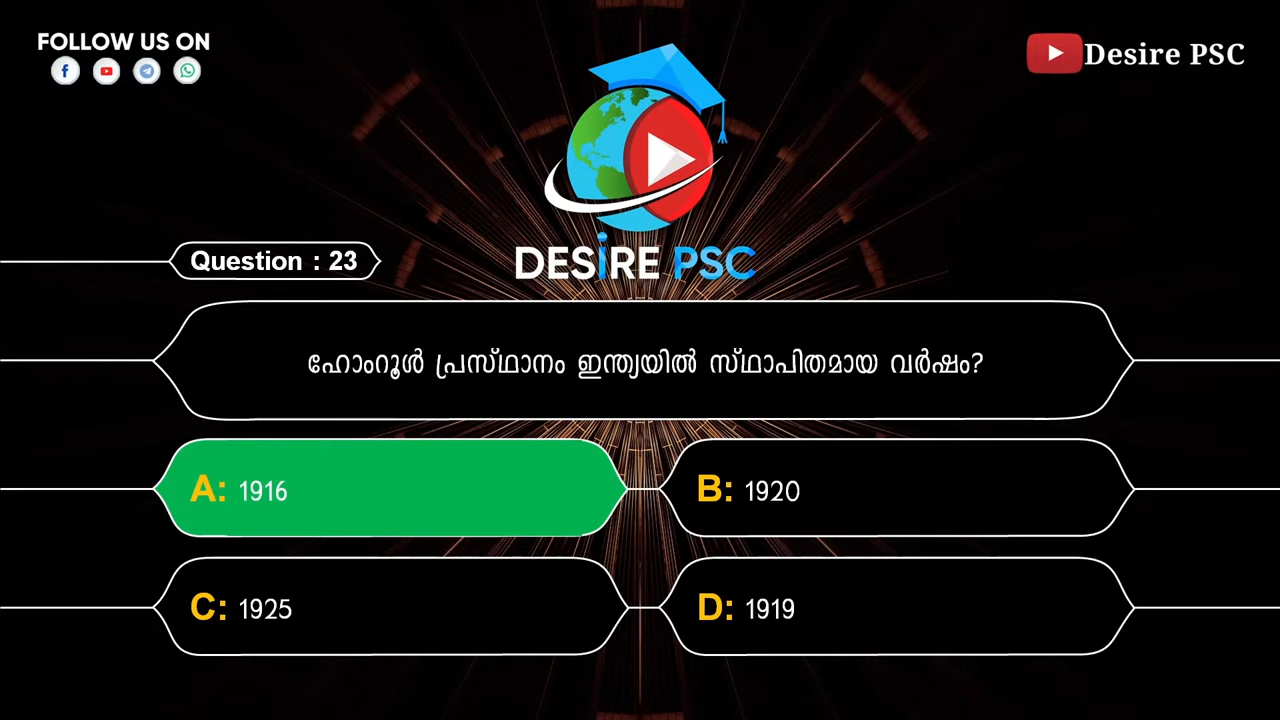 FOLLOW US ON
Desire PSC
DESiRE PSC
Question : 23
ഹോംറൂൾ പ്രസ്ഥാനം ഇന്ത്യയിൽ സ്ഥാപിതമായ വർഷം?
A: 1916
B: 1920
C: 1925
D: 1919